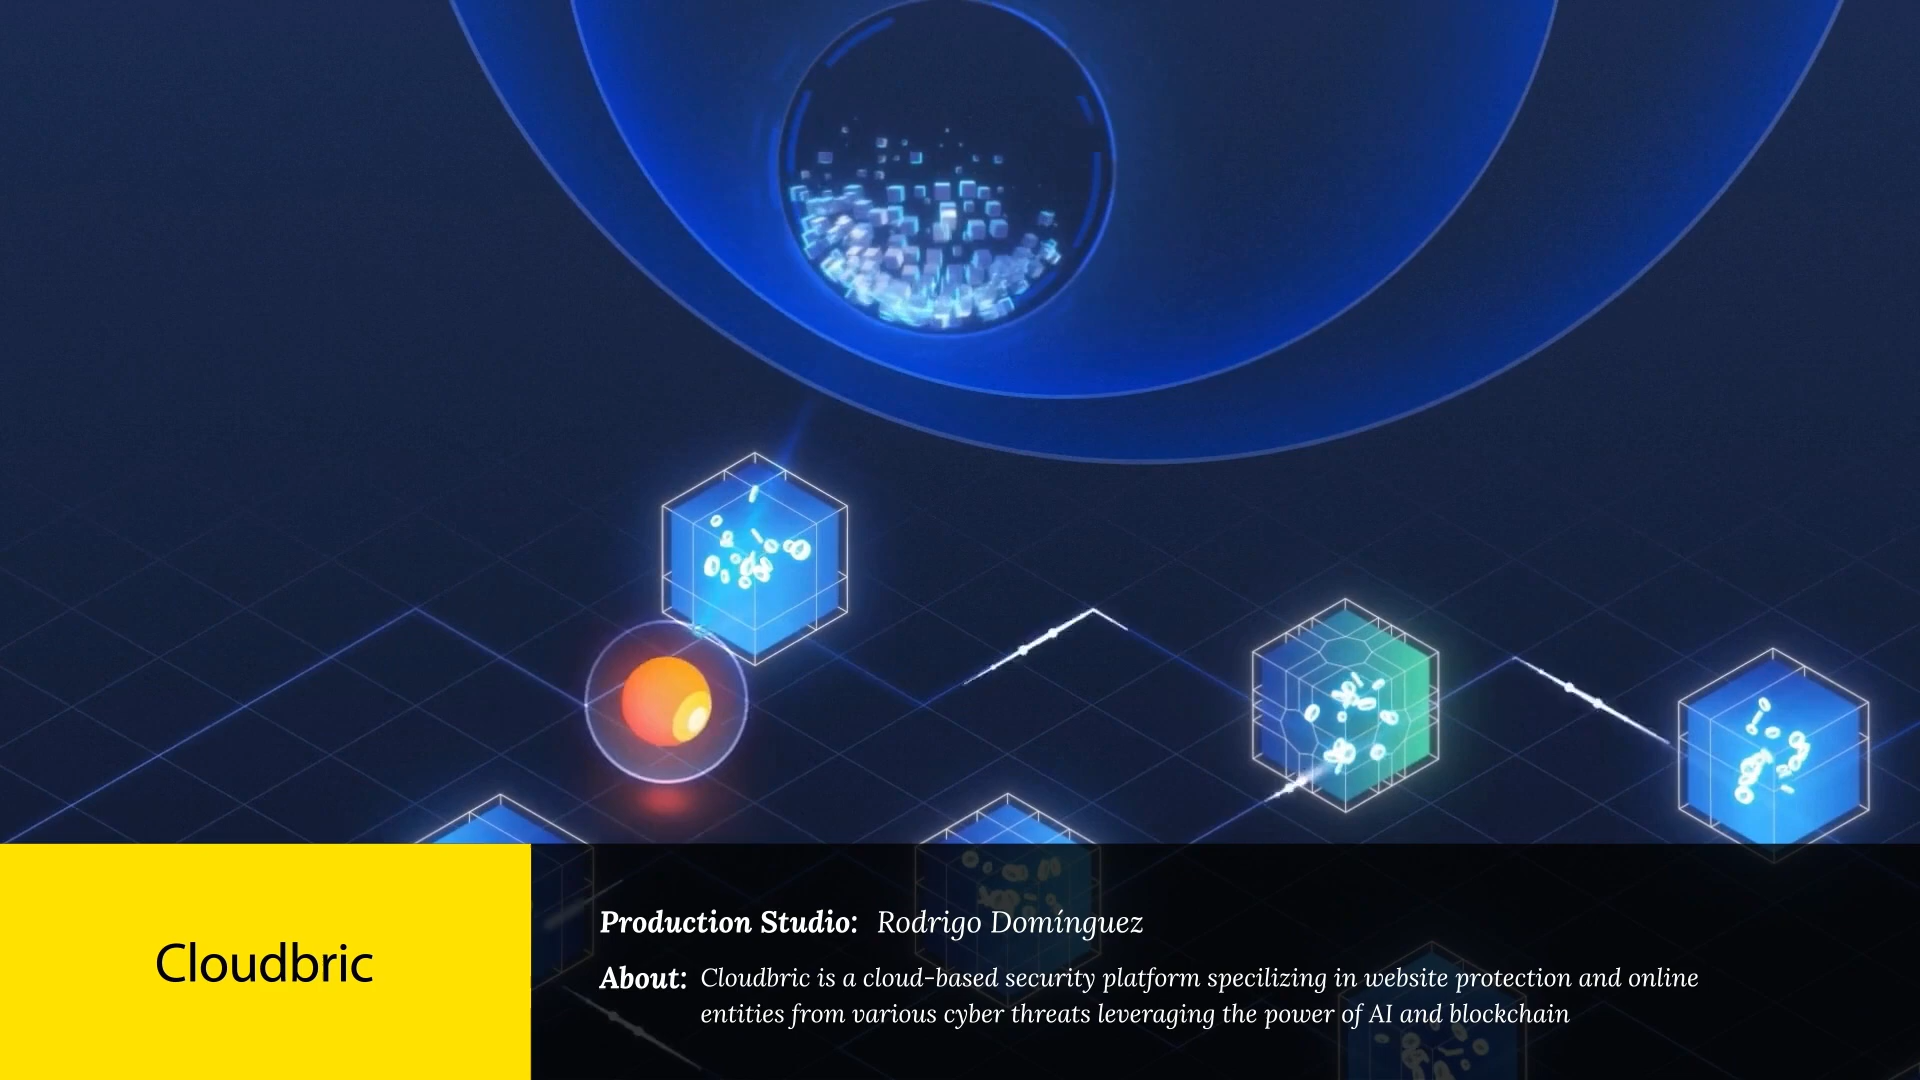 Cloudbric
Production Studio: Rodrigo Domínguez
About: Cloudbric is a cloud-based security platform specilizing in website protection and online
entities from various cyber threats leveraging the power of AI and blockchain